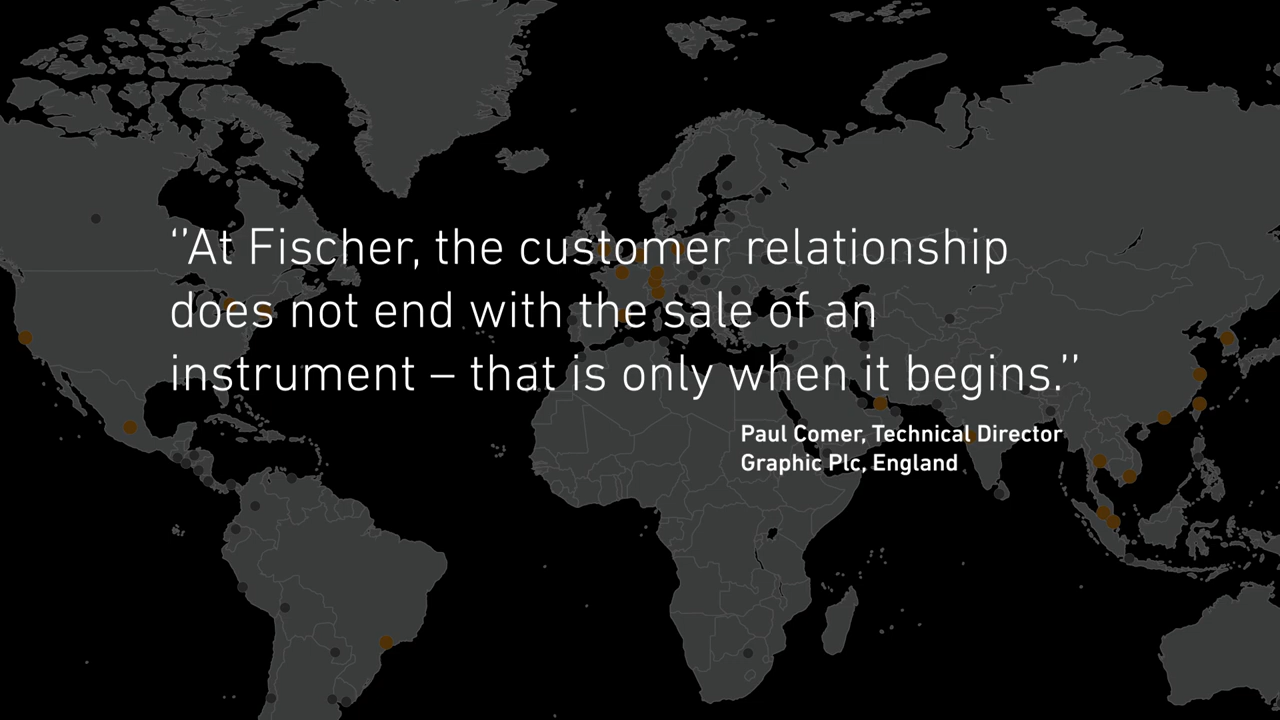 ‘’At Fischer, the customer relationship
does not end with the sale of an
instrument – that is only when it begins.’’
Paul Comer, Technical Director
Graphic Plc, England